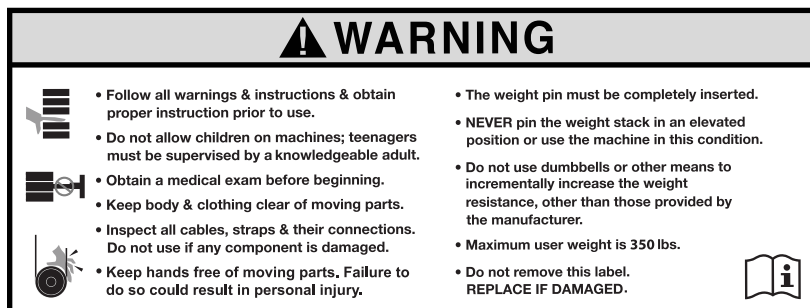 WARNING
• Follow all warnings & instructions & obtain
proper instruction prior to use.
• Do not allow children on machines; teenagers
must be supervised by a knowledgeable adult.
• Obtain a medical exam before beginning.
• Keep body & clothing clear of moving parts.
• Inspect all cables, straps & their connections.
Do not use if any component is damaged.
• Keep hands free of moving parts. Failure to
do so could result in personal injury.
• The weight pin must be completely inserted.
• NEVER pin the weight stack in an elevated
position or use the machine in this condition.
• Do not use dumbbells or other means to
incrementally increase the weight
resistance, other than those provided by
the manufacturer.
• Maximum user weight is 350 lbs.
• Do not remove this label.
REPLACE IF DAMAGED.